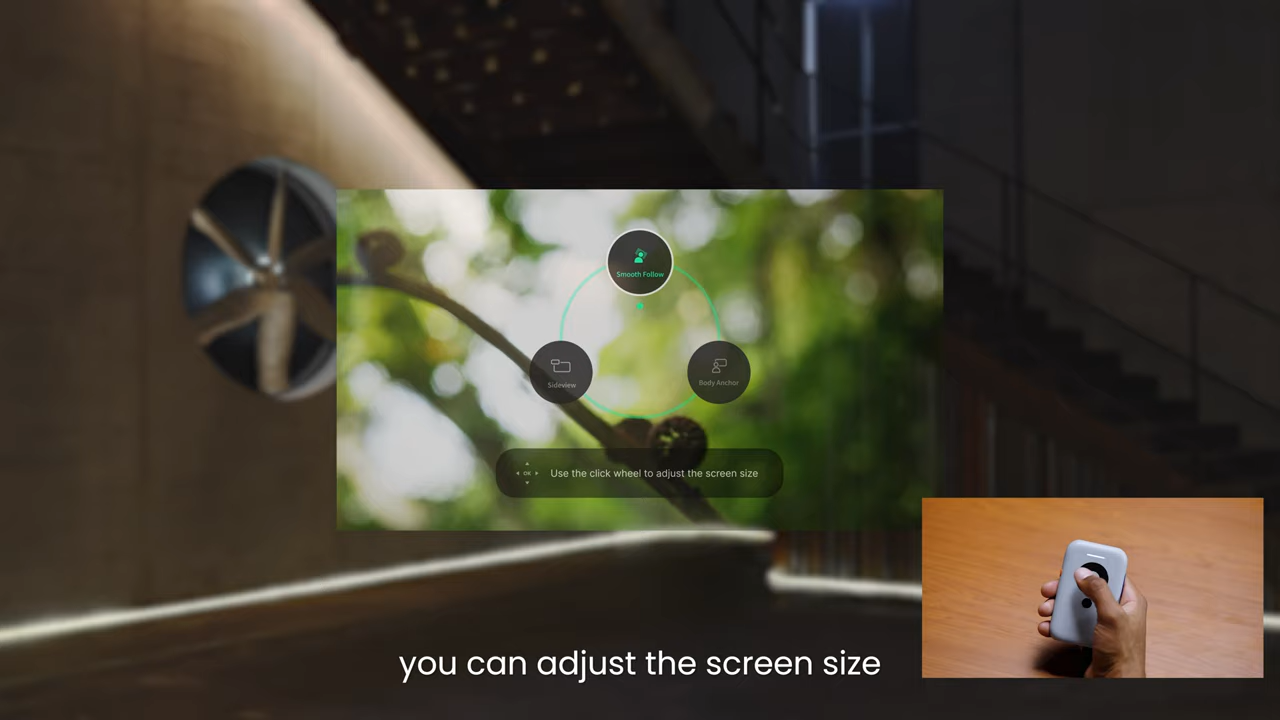 Smooth Follow
Sideview
Body Anchor
OK
Use the click wheel to adjust the screen size
you can adjust the screen size